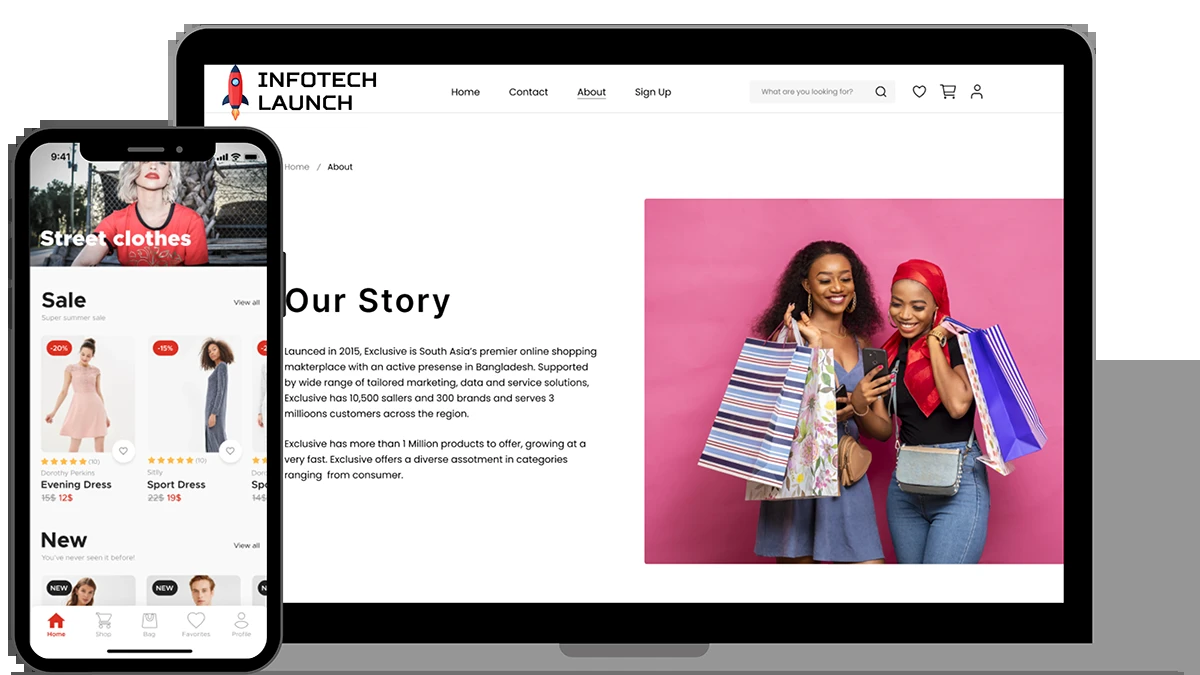 INFOTECH
LAUNCH
Home Contact About Sign Up
What are you looking for?
Home / About
Our Story
Launced in 2015, Exclusive is South Asia's premier online shopping
makterplace with an active presense in Bangladesh. Supported
by wide range of tailored marketing, data and service solutions,
Exclusive has 10,500 sallers and 300 brands and serves 3
millioons customers across the region.
Exclusive has more than 1 Million products to offer, growing at a
very fast. Exclusive offers a diverse assotment in categories
ranging from consumer.
9:41
Street clothes
Sale
View all
Super summer sale
-20% -15% -2
(10) (10)
Dorothy Perkins Sitlly Doro
Evening Dress Sport Dress Spo
15$ 12$ 22$ 19$ 14$
New
View all
You've never seen it before!
NEW NEW N
Home Shop Bag Favorites Profile